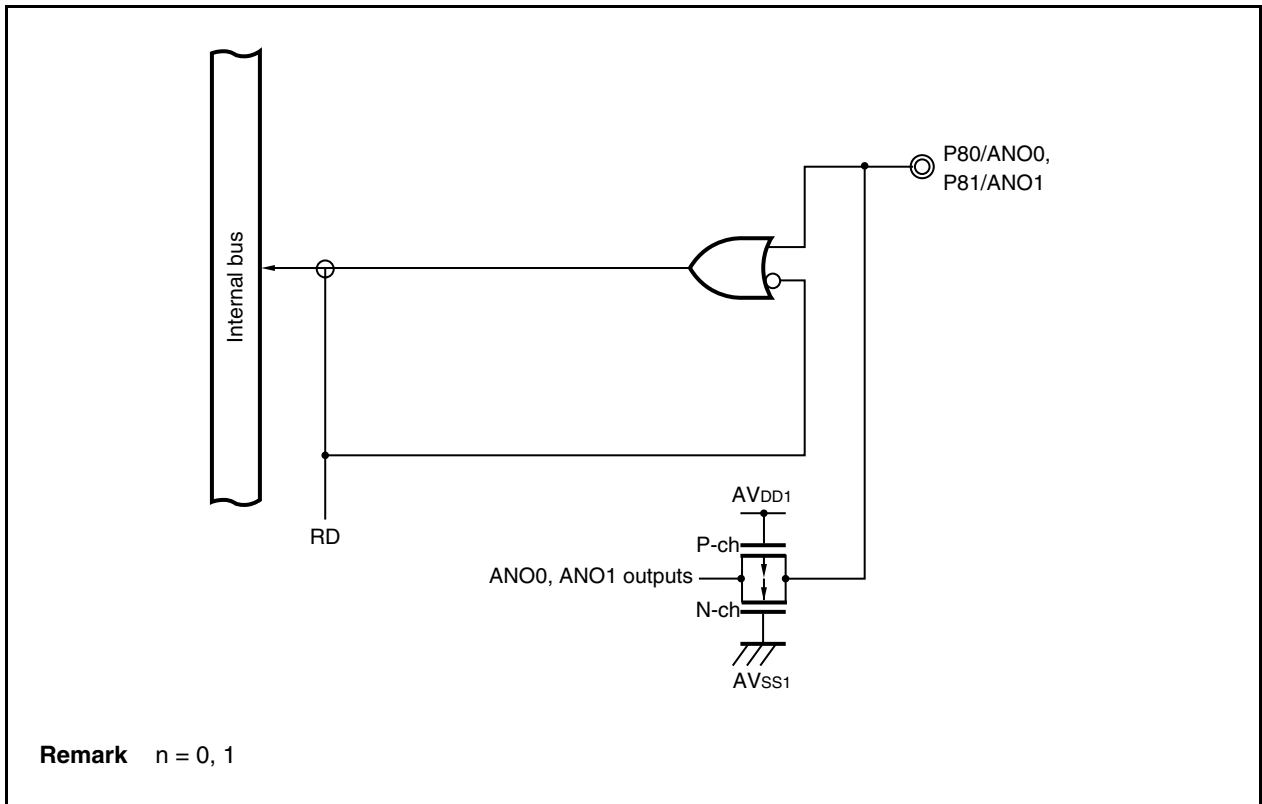 P80/ANO0,
P81/ANO1
Internal bus
RD
AVDD1
P-ch
ANO0, ANO1 outputs
N-ch
AVSS1
Remark n = 0, 1